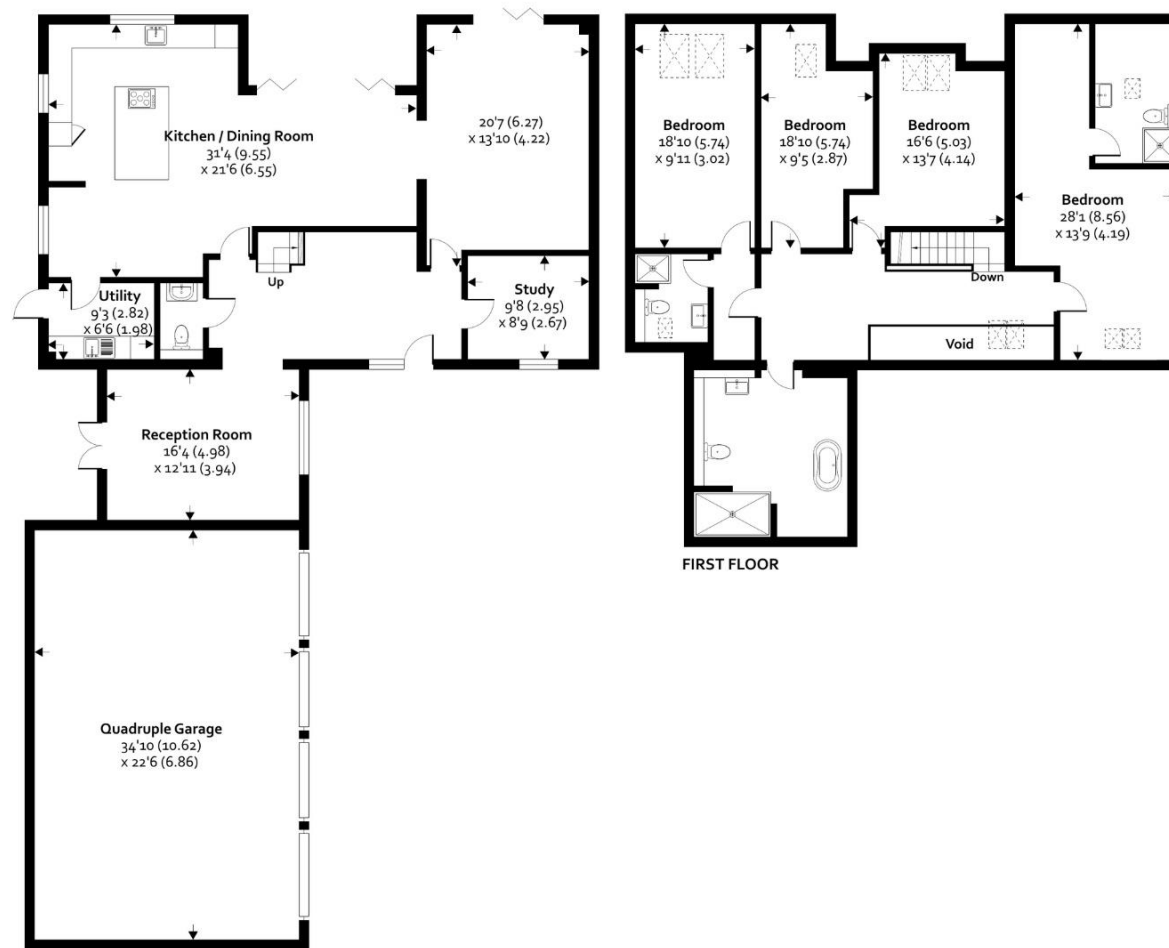 Kitchen / Dining Room
31'4 (9.55)
x 21'6 (6.55)
20'7 (6.27)
x 13'10 (4.22)
Up
Utility
9'3 (2.82)
x 6'6 (1.98)
Study
9'8 (2.95)
x 8'9 (2.67)
Reception Room
16'4 (4.98)
x 12'11 (3.94)
Quadruple Garage
34'10 (10.62)
x 22'6 (6.86)
Bedroom
18'10 (5.74)
x 9'11 (3.02)
Bedroom
18'10 (5.74)
x 9'5 (2.87)
Bedroom
16'6 (5.03)
x 13'7 (4.14)
Bedroom
28'1 (8.56)
x 13'9 (4.19)
Down
Void
FIRST FLOOR